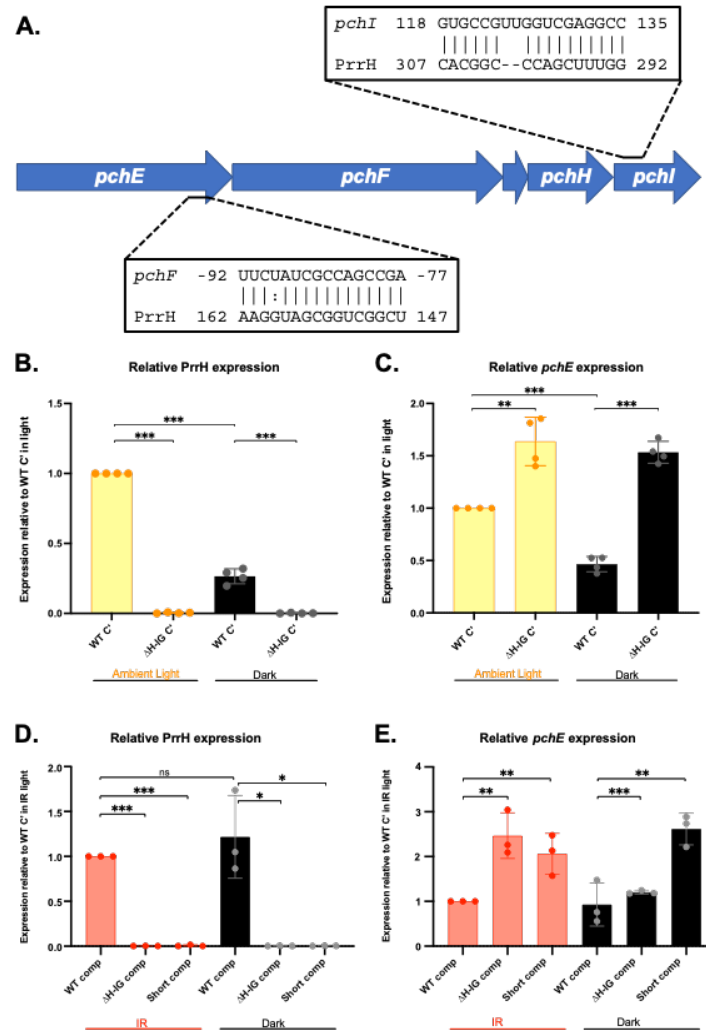 A.
pchI 118 GUGCCGUUGGUCGAGGCC 135
|||||| ||||||||||
PrrH 307 CACGGC--CCAGCUUUGG 292
pchE pchF pchH pchI
pchF -92 UUCUAUCGCCAGCCGA -77
|||:||||||||||||
PrrH 162 AAGGUAGCGGUCGGCU 147
B.
Relative PrrH expression
Expression relative to WT C' in light
1.5
1.0
0.5
0.0
***
*** ***
WT C' ΔH-IG C' WT C' ΔH-IG C'
Ambient Light Dark
C.
Relative pchE expression
Expression relative to WT C' in light
2.0
1.5
1.0
0.5
0.0
***
** ***
WT C' ΔH-IG C' WT C' ΔH-IG C'
Ambient Light Dark
D.
Relative PrrH expression
Expression relative to WT C' in IR light
2.0
1.5
1.0
0.5
0.0
ns
*** *
*** *
WT comp ΔH-IG comp Short comp WT comp ΔH-IG comp Short comp
IR Dark
E.
Relative pchE expression
Expression relative to WT C' in IR light
4
3
2
1
0
** **
** ***
WT comp ΔH-IG comp Short comp WT comp ΔH-IG comp Short comp
IR Dark